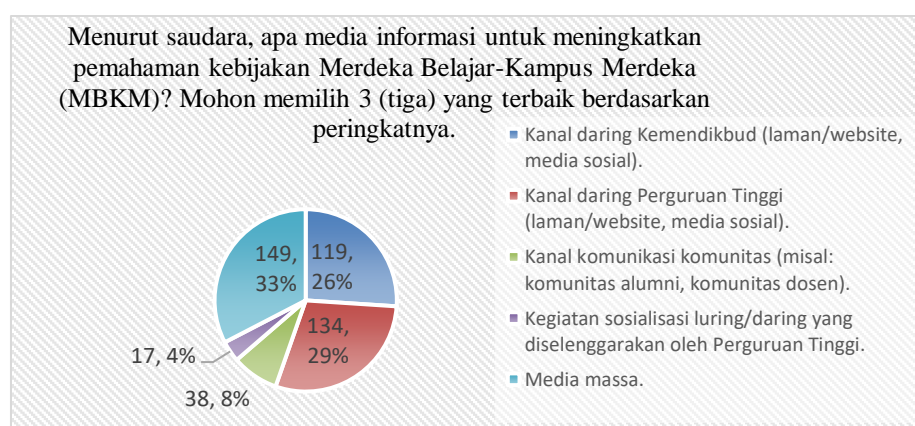 Menurut saudara, apa media informasi untuk meningkatkan
pemahaman kebijakan Merdeka Belajar-Kampus Merdeka
(MBKM)? Mohon memilih 3 (tiga) yang terbaik berdasarkan
peringkatnya.
Kanal daring Kemendikbud (laman/website,
media sosial).
Kanal daring Perguruan Tinggi
(laman/website, media sosial).
Kanal komunikasi komunitas (misal:
komunitas alumni, komunitas dosen).
Kegiatan sosialisasi luring/daring yang
diselenggarakan oleh Perguruan Tinggi.
Media massa.
119,
26%
134,
29%
38, 8%
17, 4%
149,
33%